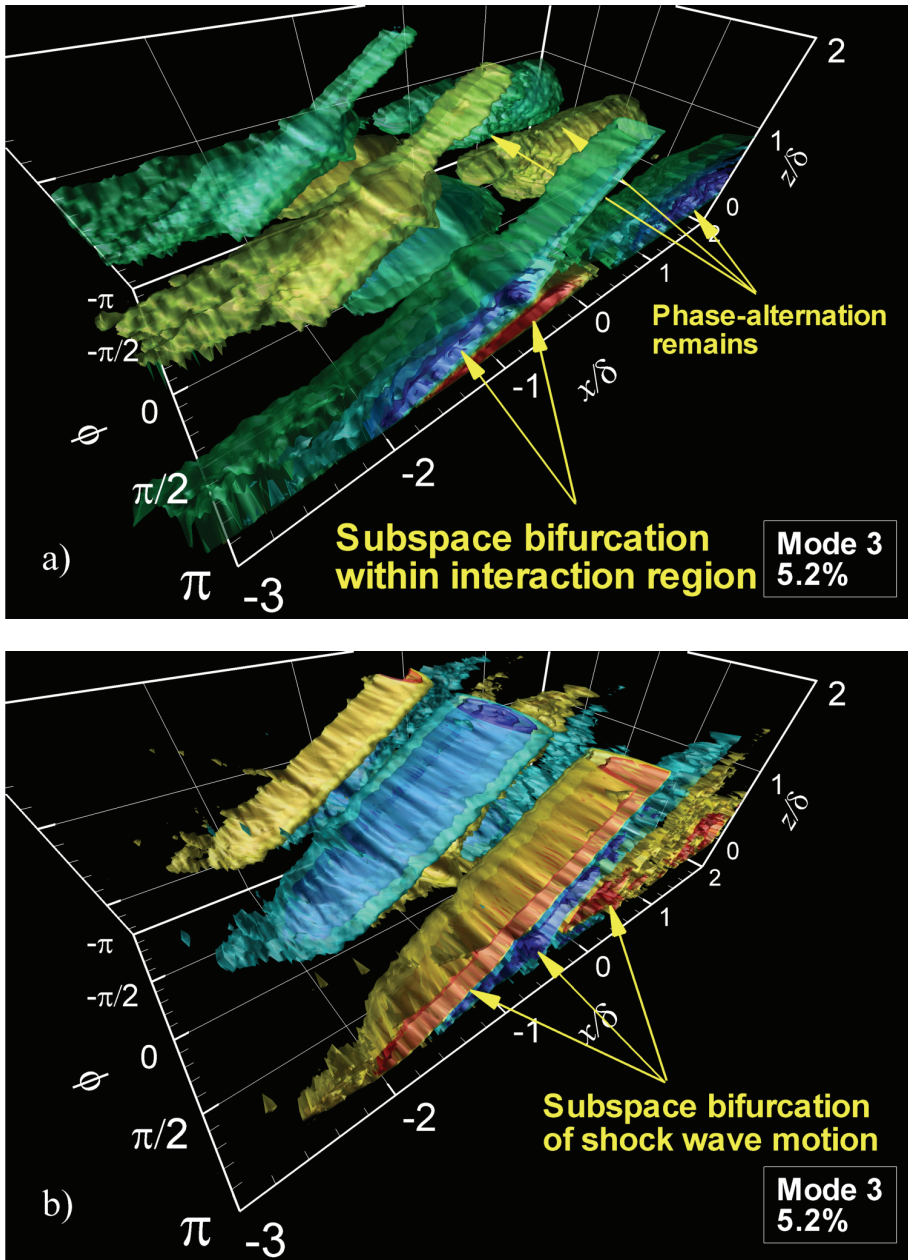 2
1
z/δ
0
2
1
0
x/δ
-1
-2
-3
-π
-π/2
0
ϕ
π/2
π
Phase-alternation
remains
Subspace bifurcation
within interaction region
Mode 3
5.2%
a)
2
1
z/δ
0
2
1
0
x/δ
-1
-2
-3
-π
-π/2
0
ϕ
π/2
π
Subspace bifurcation
of shock wave motion
Mode 3
5.2%
b)